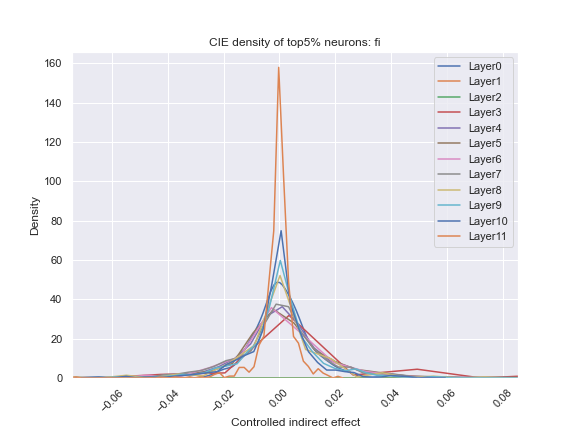 CIE density of top5% neurons: fi
160
140
120
100
80
60
40
20
0
Density
-0.06
-0.04
-0.02
0.00
0.02
0.04
0.06
0.08
Controlled indirect effect
Layer0
Layer1
Layer2
Layer3
Layer4
Layer5
Layer6
Layer7
Layer8
Layer9
Layer10
Layer11